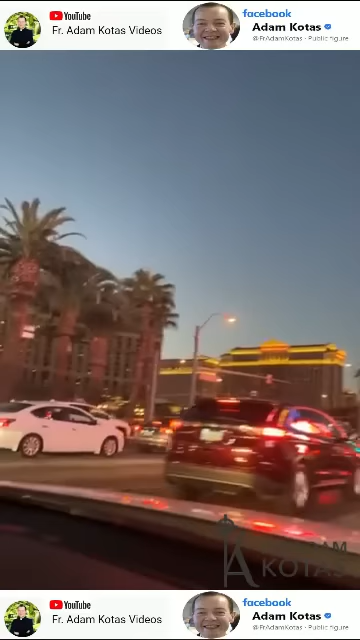 YouTube
Fr. Adam Kotas Videos
facebook
Adam Kotas
@FrAdamKotas · Public figure
ADAM
KOTAS
YouTube
Fr. Adam Kotas Videos
facebook
Adam Kotas
@FrAdamKotas · Public figure